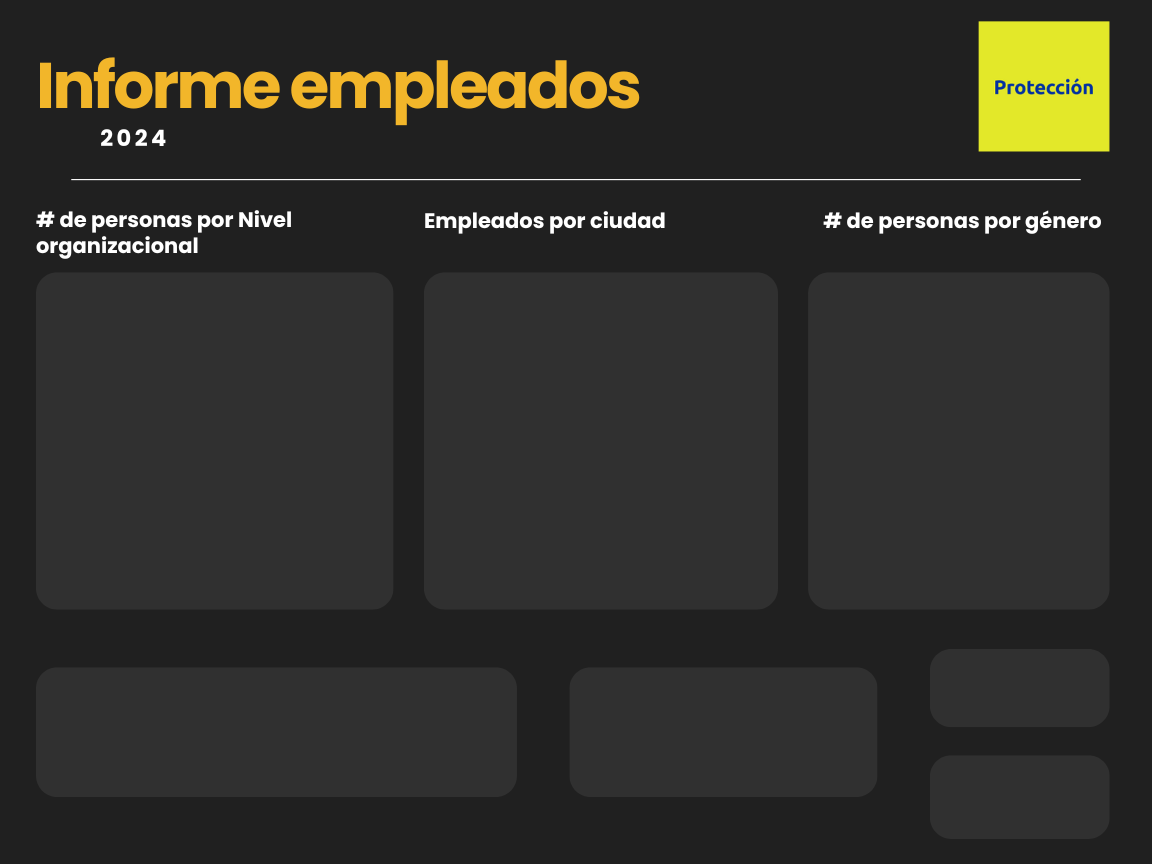 Informe empleados
2024
Protección
# de personas por Nivel
organizacional
Empleados por ciudad
# de personas por género